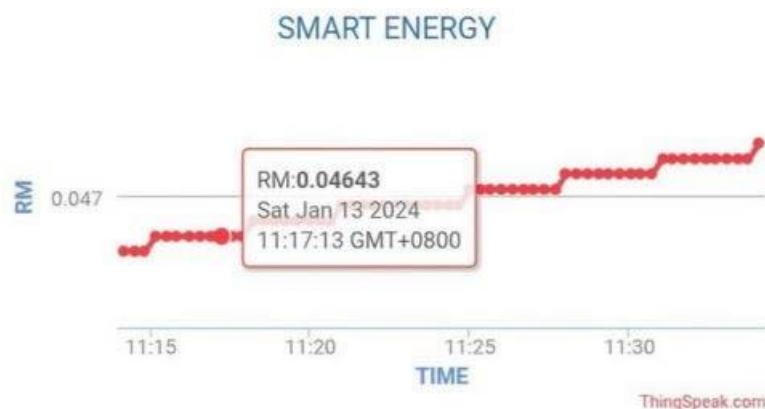 SMART ENERGY
RM
0.047
RM:0.04643
Sat Jan 13 2024
11:17:13 GMT+0800
11:15
11:20
11:25
11:30
TIME
ThingSpeak.com